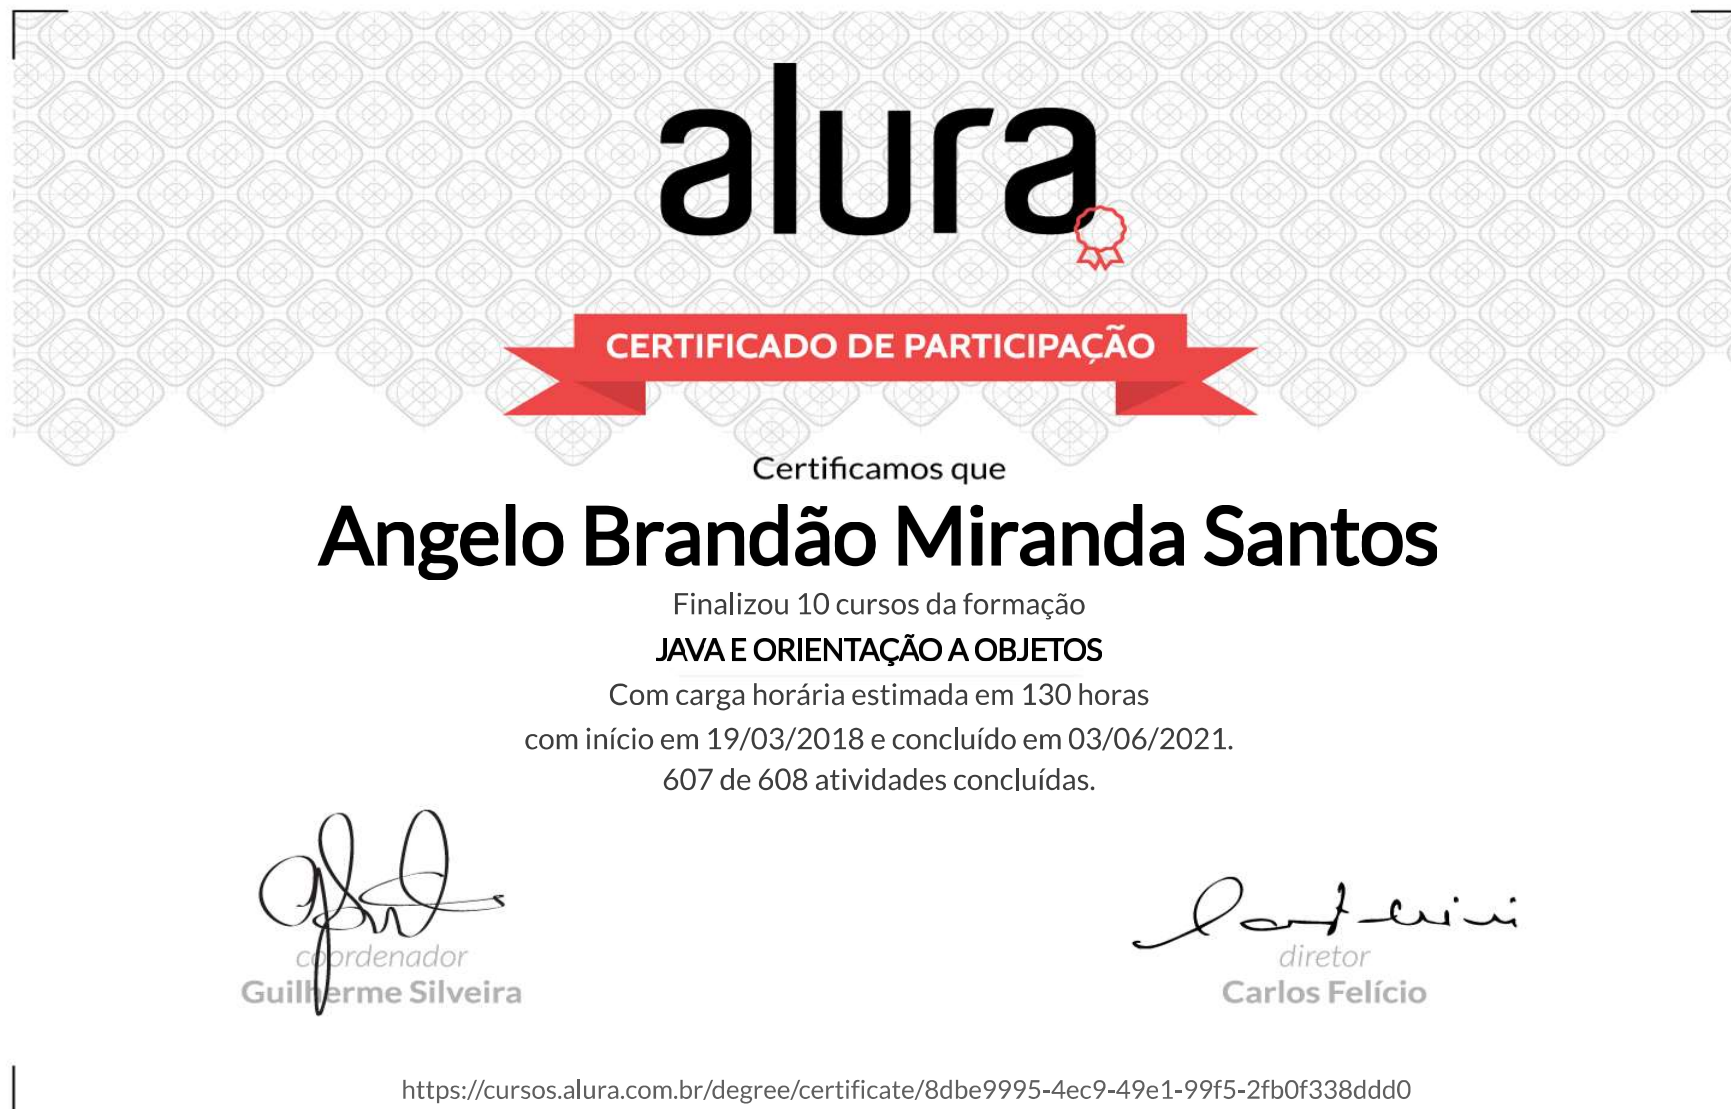 alura
CERTIFICADO DE PARTICIPAÇÃO
Certificamos que
Angelo Brandão Miranda Santos
Finalizou 10 cursos da formação
JAVA E ORIENTAÇÃO A OBJETOS
Com carga horária estimada em 130 horas
com início em 19/03/2018 e concluído em 03/06/2021.
607 de 608 atividades concluídas.
coordenador
Guilherme Silveira
diretor
Carlos Felício
https://cursos.alura.com.br/degree/certificate/8dbe9995-4ec9-49e1-99f5-2fb0f338ddd0